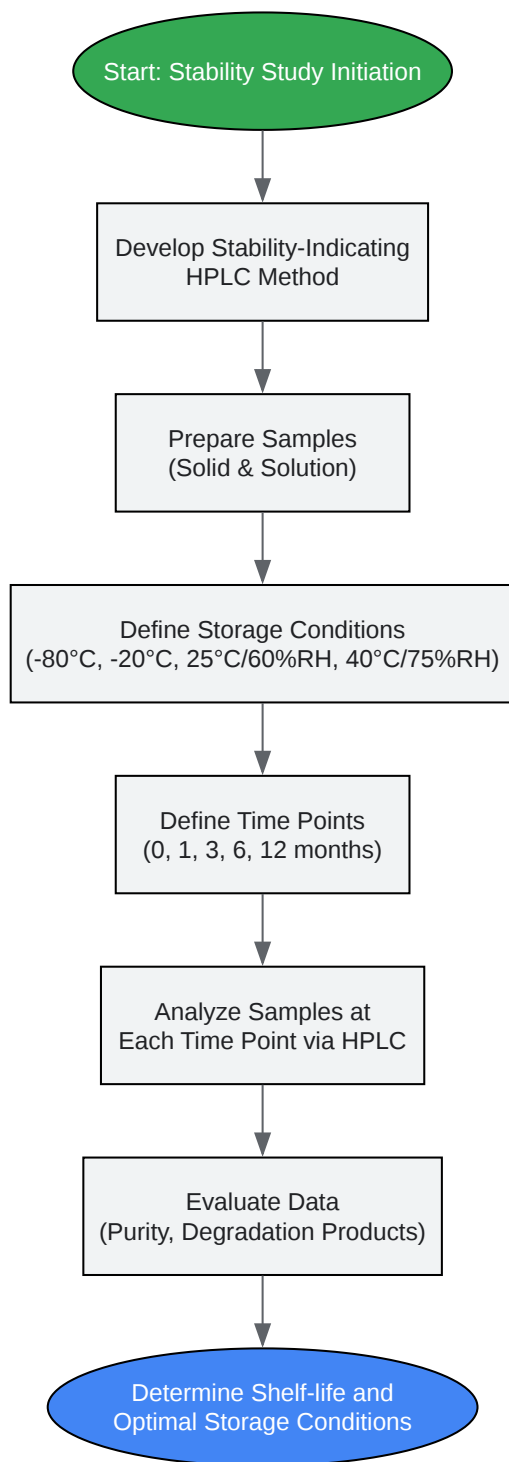 Start: Stability Study Initiation
Develop Stability-Indicating
HPLC Method
Prepare Samples
(Solid & Solution)
Define Storage Conditions
(-80°C, -20°C, 25°C/60%RH, 40°C/75%RH)
Define Time Points
(0, 1, 3, 6, 12 months)
Analyze Samples at
Each Time Point via HPLC
Evaluate Data
(Purity, Degradation Products)
Determine Shelf-life and
Optimal Storage Conditions